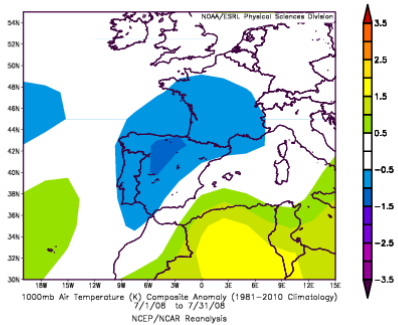 NOAA/ESRL Physical Sciences Division
54N
52N
50N
48N
46N
44N
42N
40N
38N
36N
34N
32N
30N
18W 15W 12W 9W 6W 3W 0 3E 6E 9E 12E 15E
3.5
2.5
1.5
0.5
-0.5
-1.5
-2.5
-3.5
1000mb Air Temperature (K) Composite Anomaly (1981-2010 Climatology)
7/1/08 to 7/31/08
NCEP/NCAR Reanalysis